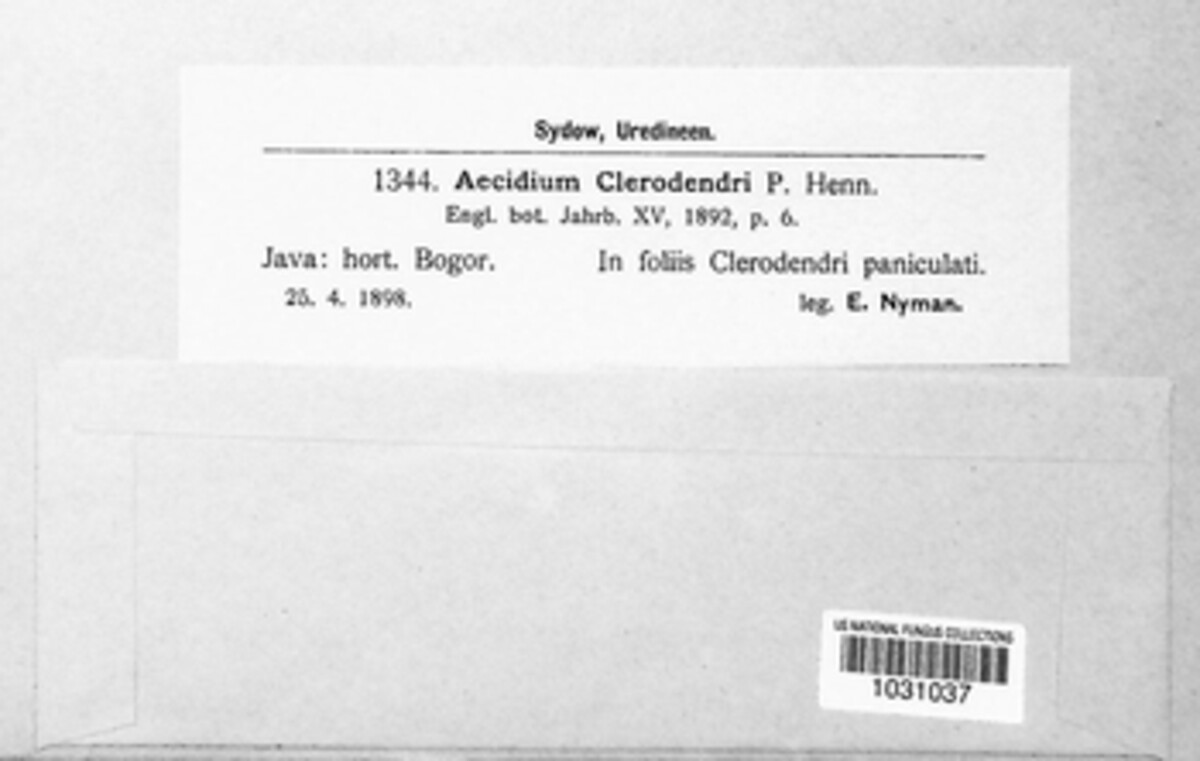 Sydow, Uredineen.
1344. Aecidium Clerodendri P. Henn.
Engl. bot. Jahrb. XV, 1892, p. 6.
Java: hort. Bogor. In foliis Clerodendri paniculati.
25. 4. 1898. leg. E. Nyman.
US NATIONAL FUNGUS COLLECTIONS
1031037